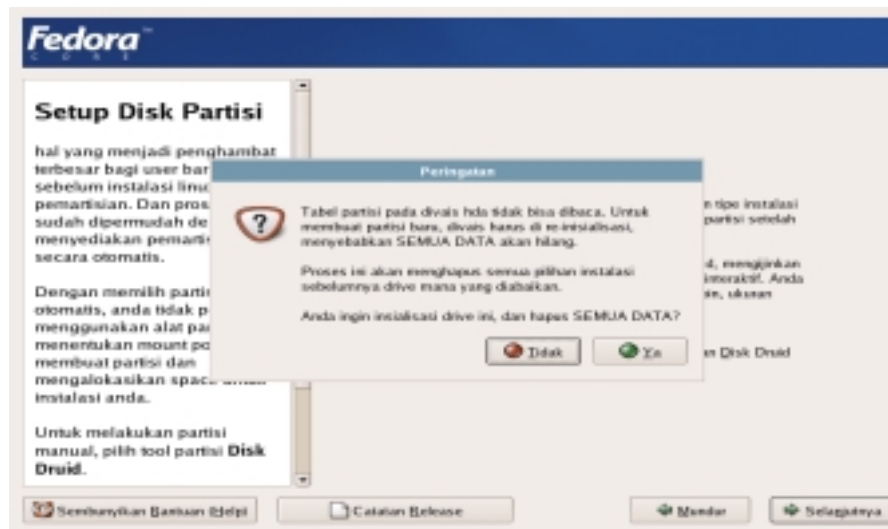 Fedora
CORE
Setup Disk Partisi
hal yang menjadi penghambat
terbesar bagi user bar
sebelum instalasi linu
pemartisian. Dan pros
sudah dipermudah de
menyediakan pemarti
secara otomatis.
Dengan memilih parti
otomatis, anda tidak p
menggunakan alat pa
menentukan mount po
membuat partisi dan
mengalokasikan space untuk
instalasi anda.
Untuk melakukan partisi
manual, pilih tool partisi Disk
Druid.
Peringatan
Tabel partisi pada divais hda tidak bisa dibaca. Untuk
membuat partisi baru, divais harus di re-inisialisasi,
menyebabkan SEMUA DATA akan hilang.
Proses ini akan menghapus semua pilihan instalasi
sebelumnya drive mana yang diabaikan.
Anda ingin insialisasi drive ini, dan hapus SEMUA DATA?
Tidak
Ya
n tipe instalasi
partisi setelah
d, mengijinkan
interaktif. Anda
in, ukuran
an Disk Druid
Sembunyikan Bantuan (Help)
Catatan Release
Mundur
Selanjutnya